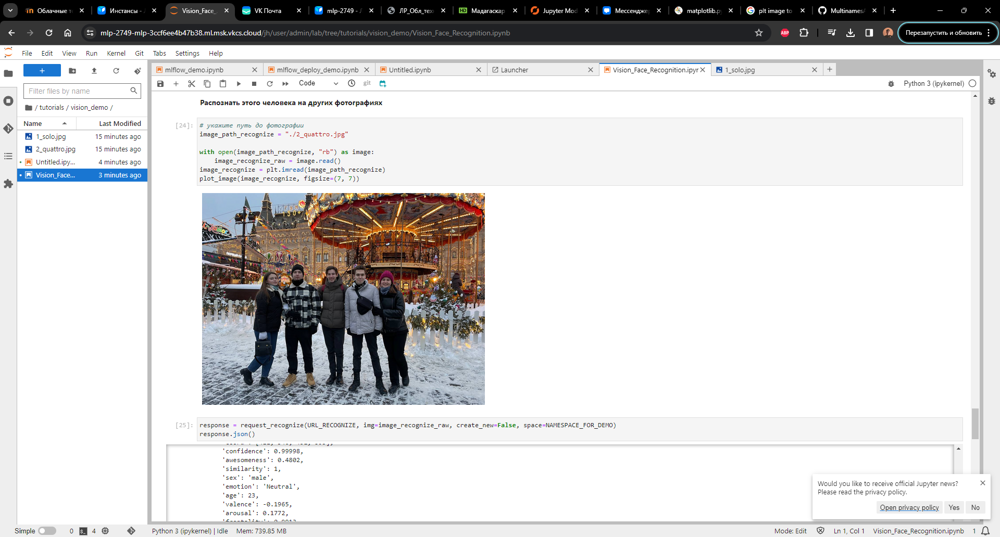 Облачные те
Инстансы - Л
Vision_Face_
VK Почта
mlp-2749 - Л
ЛР_Обл_техн
Мадагаскар
Jupyter Mod
Мессенджер
matplotlib.py
plt image to
MultinamesA
mlp-2749-mlp-3ccf6ee4b47b38.ml.msk.vkcs.cloud/jh/user/admin/lab/tree/tutorials/vision_demo/Vision_Face_Recognition.ipynb
ABP
Перезапустить и обновить
File Edit View Run Kernel Git Tabs Settings Help
mlflow_demo.ipynb
mlflow_deploy_demo.ipynb
Untitled.ipynb
Launcher
Vision_Face_Recognition.ipyr
1_solo.jpg
Code
git
Python 3 (ipykernel)
Filter files by name
/ tutorials / vision_demo /
Name Last Modified
1_solo.jpg 15 minutes ago
2_quattro.jpg 15 minutes ago
Untitled.ipy... 4 minutes ago
Vision_Face... 3 minutes ago
Распознать этого человека на других фотографиях
[24]:
# укажите путь до фотографии
image_path_recognize = "./2_quattro.jpg"
with open(image_path_recognize, "rb") as image:
image_recognize_raw = image.read()
image_recognize = plt.imread(image_path_recognize)
plot_image(image_recognize, figsize=(7, 7))
ГУМ
150+
[25]:
response = request_recognize(URL_RECOGNIZE, img=image_recognize_raw, create_new=False, space=NAMESPACE_FOR_DEMO)
response.json()
'confidence': 0.99998,
'awesomeness': 0.4802,
'similarity': 1,
'sex': 'male',
'emotion': 'Neutral',
'age': 23,
'valence': -0.1965,
'arousal': 0.1772,
Would you like to receive official Jupyter news?
Please read the privacy policy.
Open privacy policy Yes No
Simple 0 4 Python 3 (ipykernel) | Idle Mem: 739.85 MB
Mode: Edit Ln 1, Col 1 Vision_Face_Recognition.ipynb 1